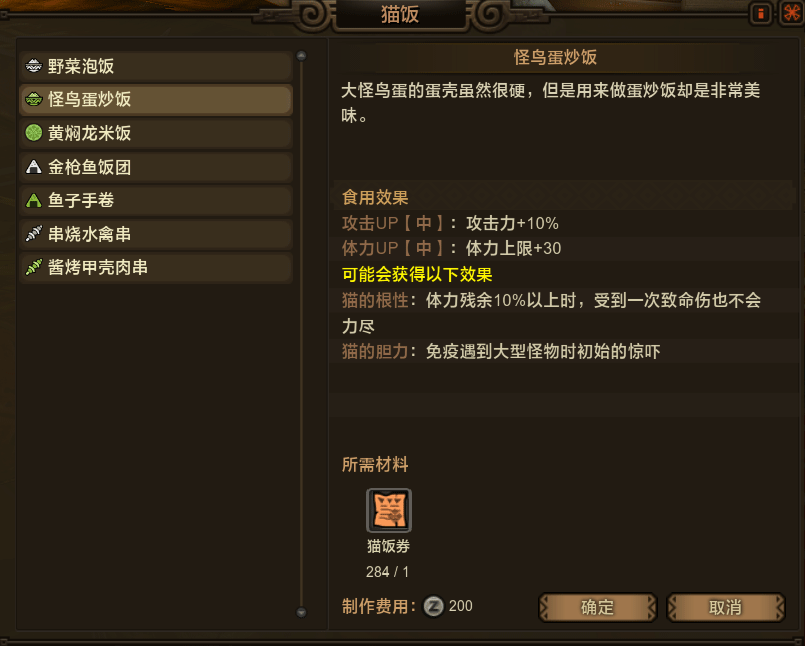 猫饭
野菜泡饭
怪鸟蛋炒饭
黄焖龙米饭
金枪鱼饭团
鱼子手卷
串烧水禽串
酱烤甲壳肉串
怪鸟蛋炒饭
大怪鸟蛋的蛋壳虽然很硬，但是用来做蛋炒饭却是非常美
味。
食用效果
攻击UP【中】：攻击力+10%
体力UP【中】：体力上限+30
可能会获得以下效果
猫的根性：体力残余10%以上时，受到一次致命伤也不会
力尽
猫的胆力：免疫遇到大型怪物时初始的惊吓
所需材料
猫饭券
284 / 1
制作费用：Z 200
确定
取消